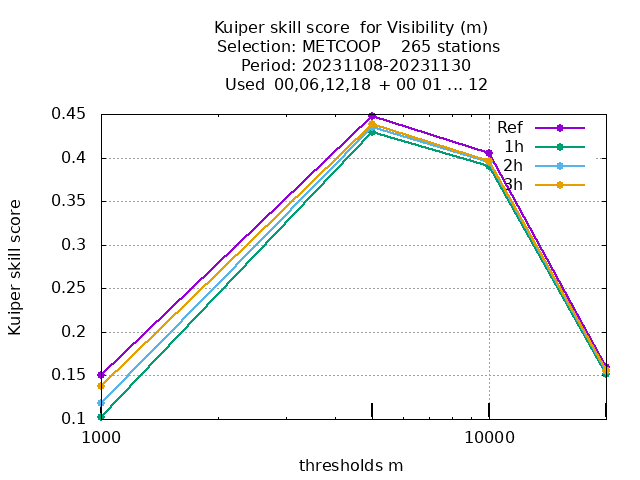 Kuiper skill score  for Visibility (m)
Selection: METCOOP    265 stations
Period: 20231108-20231130
Used  00,06,12,18 + 00 01 ... 12
Ref
1h
2h
3h
0.45
0.4
0.35
0.3
0.25
0.2
0.15
0.1
Kuiper skill score
1000 10000
thresholds m